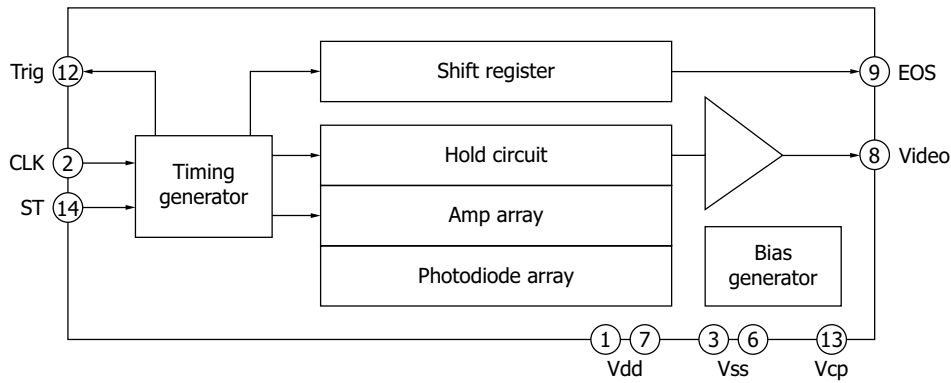 Trig 12
Shift register
9 EOS
CLK 2
Timing
generator
Hold circuit
8 Video
ST 14
Amp array
Photodiode array
Bias
generator
1 7 3 6 13
Vdd Vss Vcp